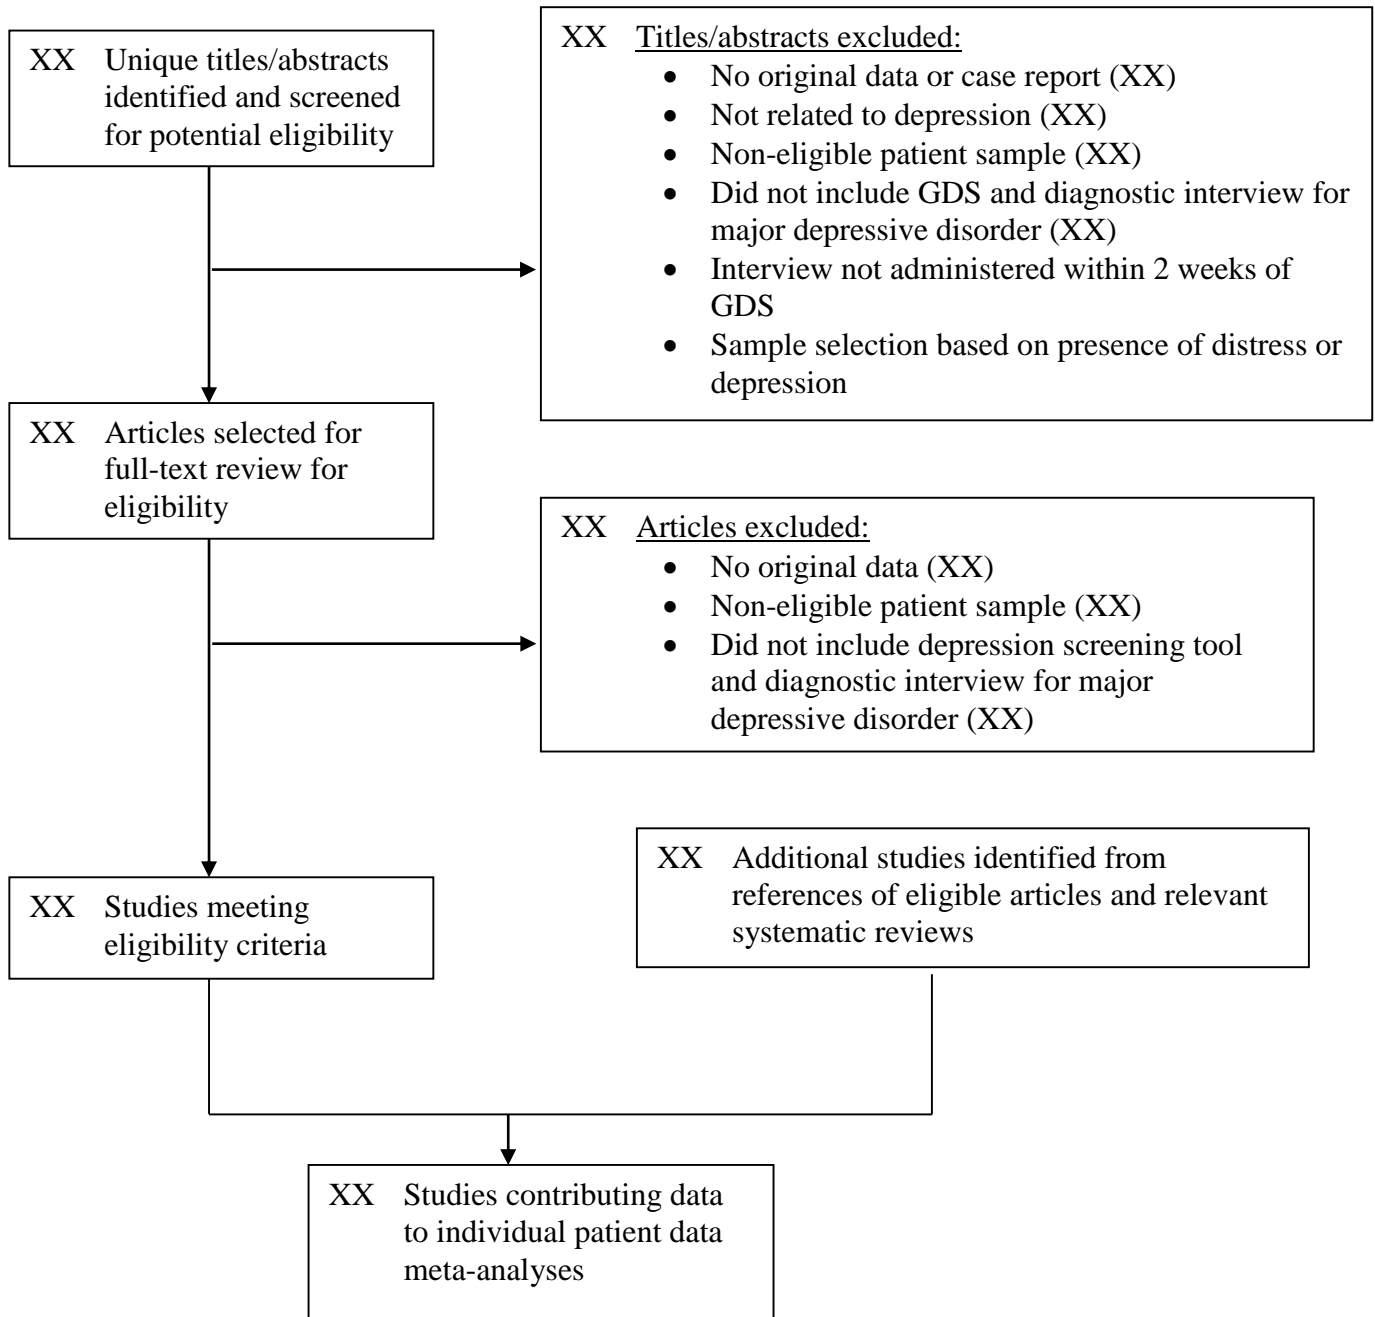 XX Unique titles/abstracts
identified and screened
for potential eligibility
XX Titles/abstracts excluded:
• No original data or case report (XX)
• Not related to depression (XX)
• Non-eligible patient sample (XX)
• Did not include GDS and diagnostic interview for
major depressive disorder (XX)
• Interview not administered within 2 weeks of
GDS
• Sample selection based on presence of distress or
depression
XX Articles selected for
full-text review for
eligibility
XX Articles excluded:
• No original data (XX)
• Non-eligible patient sample (XX)
• Did not include depression screening tool
and diagnostic interview for major
depressive disorder (XX)
XX Additional studies identified from
references of eligible articles and relevant
systematic reviews
XX Studies meeting
eligibility criteria
XX Studies contributing data
to individual patient data
meta-analyses